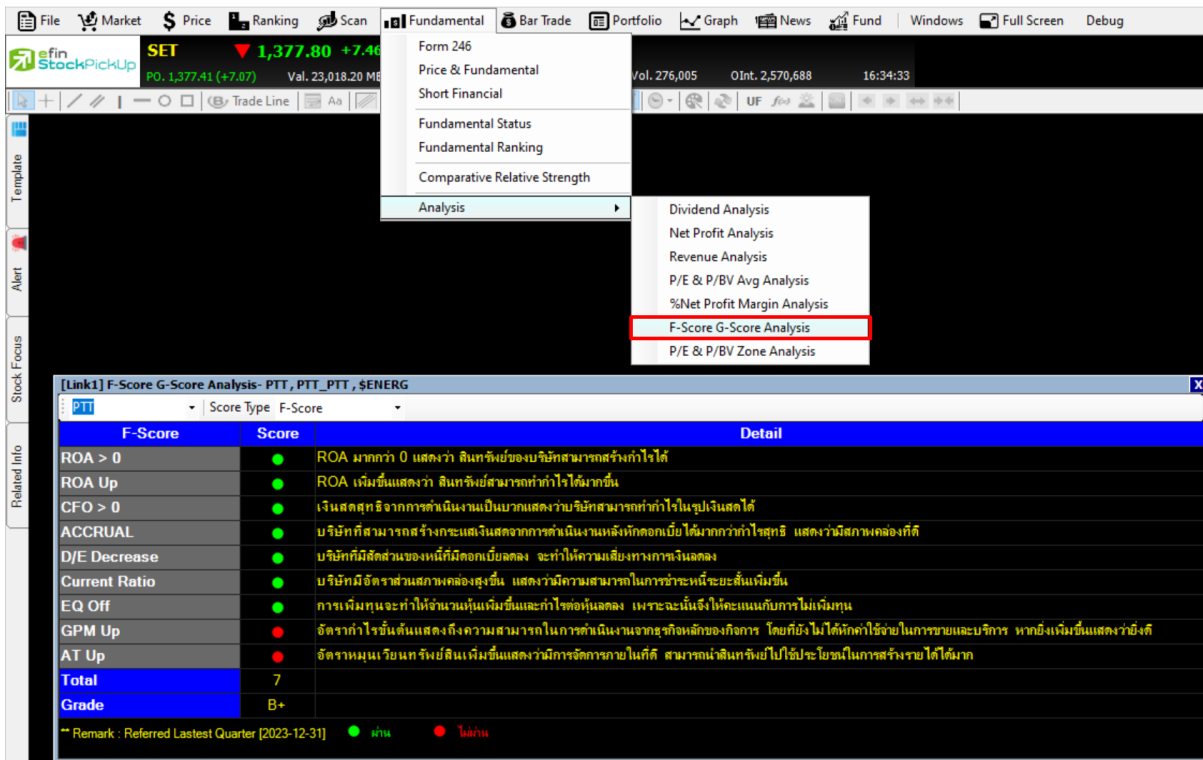 File Market Price Ranking Scan Fundamental Bar Trade Portfolio Graph News Fund Windows Full Screen Debug
efin StockPickUp
SET 1,377.80 +7.46
PO. 1,377.41 (+7.07) Val. 23,018.20 Vol. 276,005 OInt. 2,570,688 16:34:33
Trade Line Aa UF f(x)
Form 246
Price & Fundamental
Short Financial
Fundamental Status
Fundamental Ranking
Comparative Relative Strength
Analysis
Dividend Analysis
Net Profit Analysis
Revenue Analysis
P/E & P/BV Avg Analysis
%Net Profit Margin Analysis
F-Score G-Score Analysis
P/E & P/BV Zone Analysis
Template
Alert
Stock Focus
Related Info
[Link1] F-Score G-Score Analysis- PTT , PTT_PTT , $ENERG X
PTT Score Type F-Score
F-Score Score Detail
ROA > 0 ROA มากกว่า 0 แสดงว่า สินทรัพย์ของบริษัทสามารถสร้างกำไรได้
ROA Up ROA เพิ่มขึ้นแสดงว่า สินทรัพย์สามารถทำกำไรได้มากขึ้น
CFO > 0 เงินสดสุทธิจากการดำเนินงานเป็นบวกแสดงว่าบริษัทสามารถทำกำไรในรูปเงินสดได้
ACCRUAL บริษัทที่สามารถสร้างกระแสเงินสดจากการดำเนินงานหลังหักดอกเบี้ยได้มากกว่ากำไรสุทธิ แสดงว่ามีสภาพคล่องที่ดี
D/E Decrease บริษัทที่มีสัดส่วนของหนี้ที่มีดอกเบี้ยลดลง จะทำให้ความเสี่ยงทางการเงินลดลง
Current Ratio บริษัทมีอัตราส่วนสภาพคล่องสูงขึ้น แสดงว่ามีความสามารถในการชำระหนี้ระยะสั้นเพิ่มขึ้น
EQ Off การเพิ่มทุนจะทำให้จำนวนหุ้นเพิ่มขึ้นและกำไรต่อหุ้นลดลง เพราะฉะนั้นจึงให้คะแนนกับการไม่เพิ่มทุน
GPM Up อัตรากำไรขั้นต้นแสดงถึงความสามารถในการดำเนินงานจากธุรกิจหลักของกิจการ โดยที่ยังไม่ได้หักค่าใช้จ่ายในการขายและบริการ หากยิ่งเพิ่มขึ้นแสดงว่ายิ่งดี
AT Up อัตราหมุนเวียนทรัพย์สินเพิ่มขึ้นแสดงว่ามีการจัดการภายในที่ดี สามารถนำสินทรัพย์ไปใช้ประโยชน์ในการสร้างรายได้ได้มาก
Total 7
Grade B+
** Remark : Referred Lastest Quarter [2023-12-31] ผ่าน ไม่ผ่าน